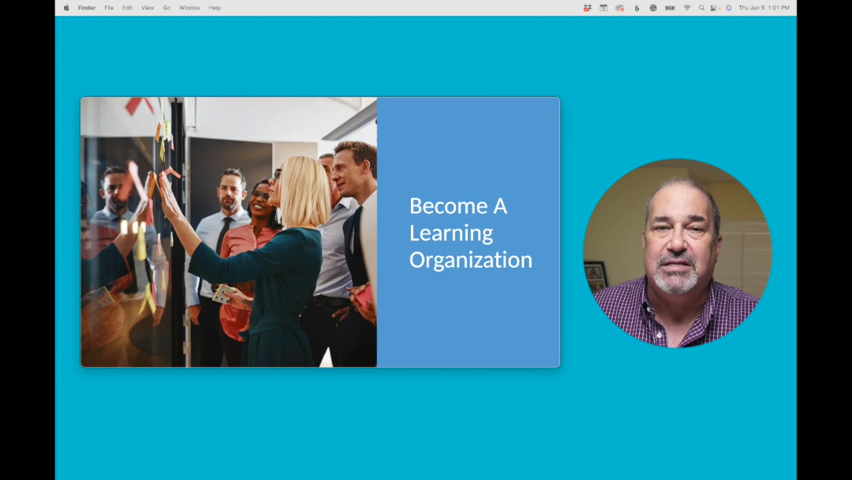 Finder File Edit View Go Window Help Thu Jun 9 1:01 PM
Become A
Learning
Organization